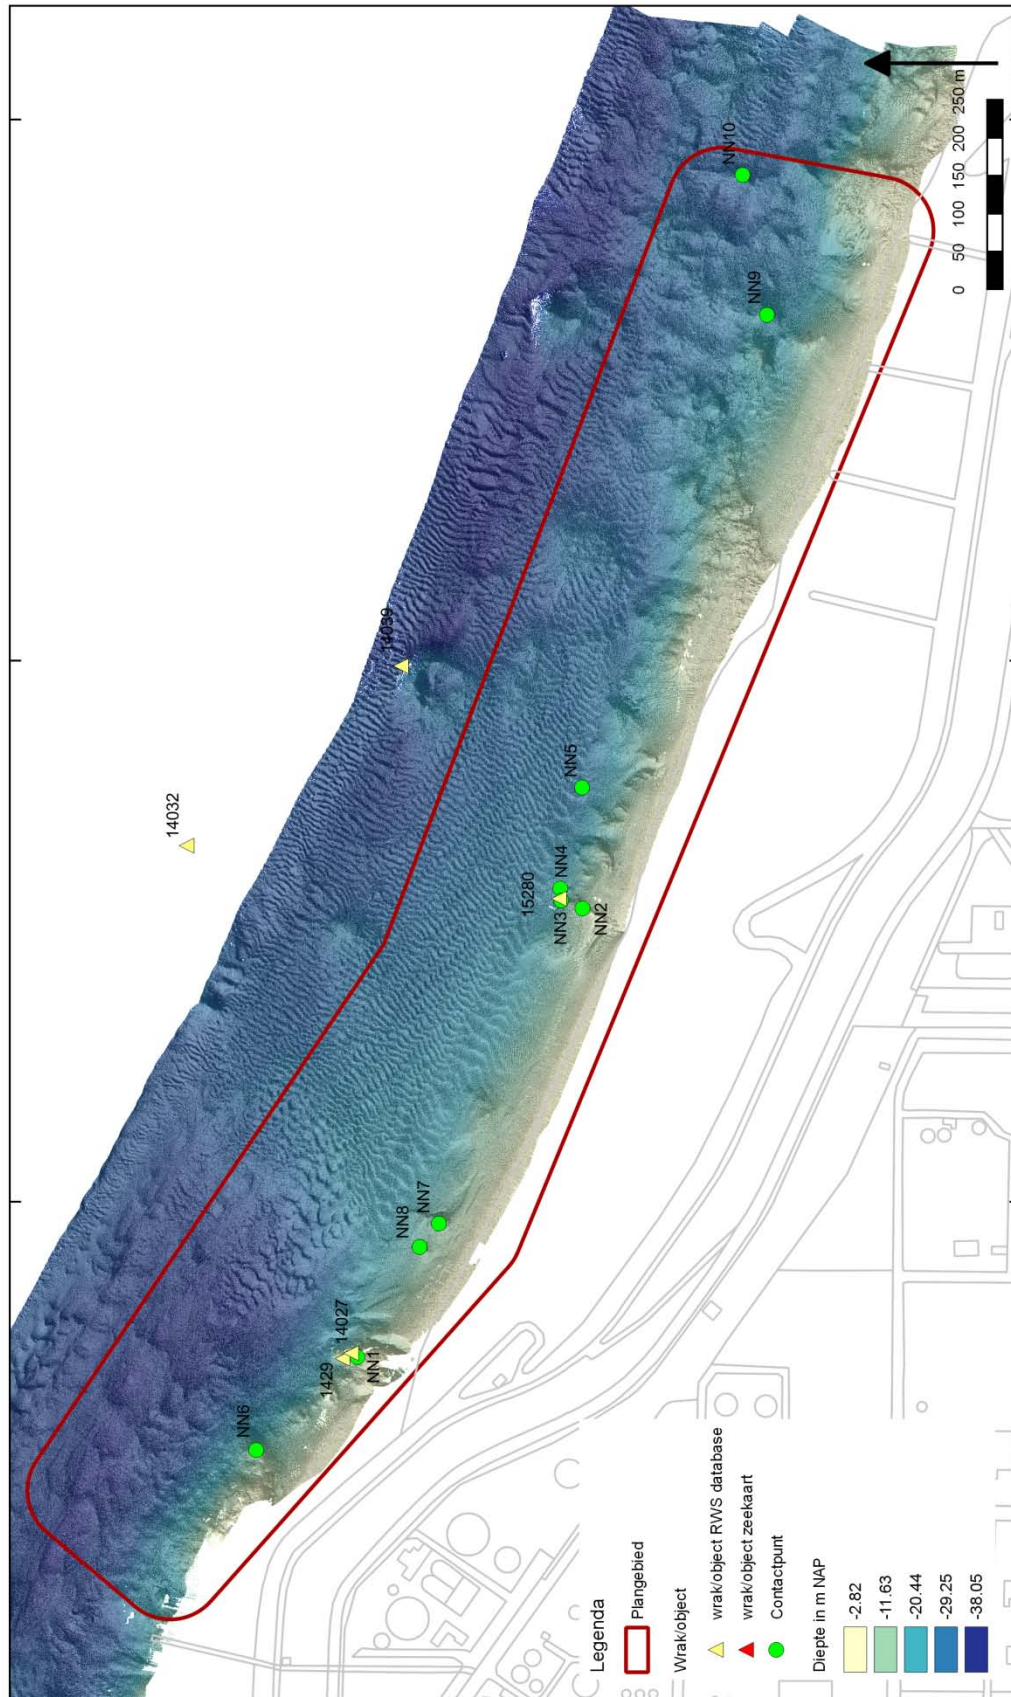 14032
14039
NN10
NN9
NN5
15280
NN4
NN3
NN2
NN8
NN7
1429
14027
NN1
NN6
0 50 100 150 200 250 m
Legenda
Plangebied
Wrak/object
wrak/object RWS database
wrak/object zeekaart
Contactpunt
Diepte in m NAP
-2.82
-11.63
-20.44
-29.25
-38.05